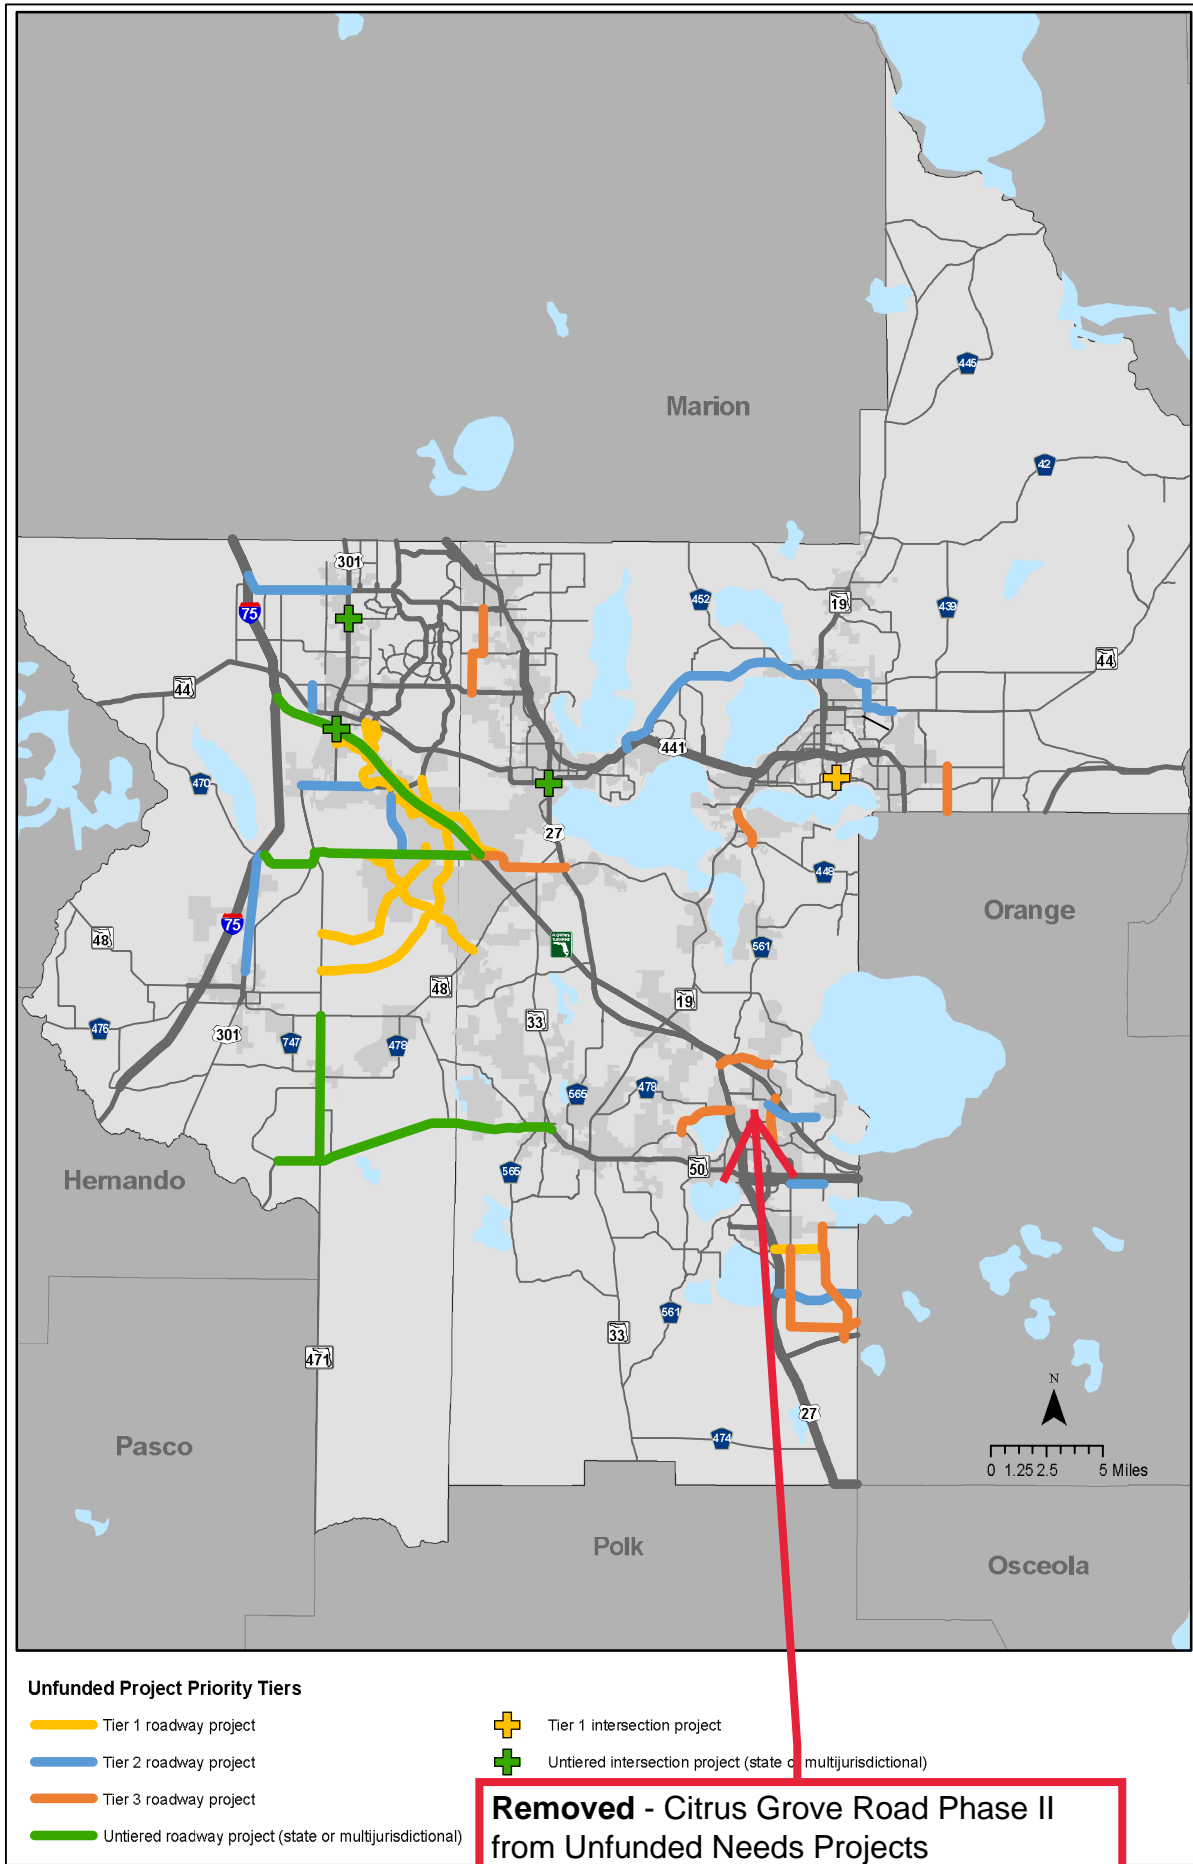 Marion
445
42
301
75
452
19
439
44
44
441
470
27
448
Orange
48
75
561
48
19
476
301
747
478
33
565
478
Hernando
565
50
561
33
471
N
27
Pasco
474
0 1.25 2.5 5 Miles
Polk
Osceola
Unfunded Project Priority Tiers
Tier 1 roadway project
Tier 1 intersection project
Tier 2 roadway project
Untiered intersection project (state or multijurisdictional)
Tier 3 roadway project
Untiered roadway project (state or multijurisdictional)
Removed - Citrus Grove Road Phase II
from Unfunded Needs Projects